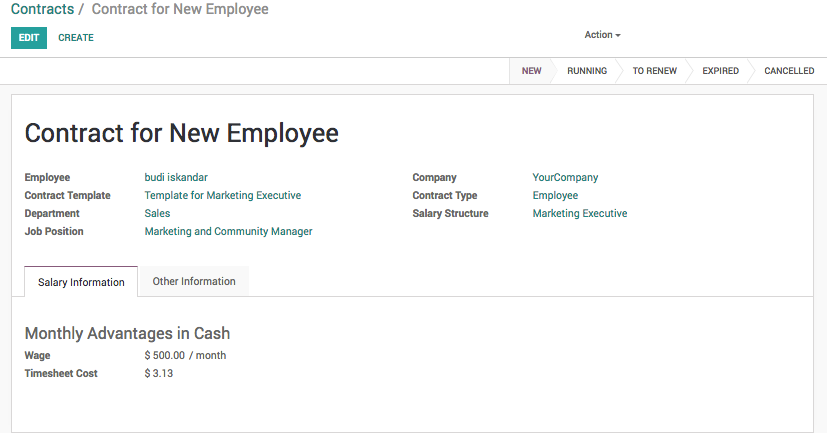 Contracts / Contract for New Employee
EDIT CREATE Action
NEW RUNNING TO RENEW EXPIRED CANCELLED
Contract for New Employee
Employee budi iskandar Company YourCompany
Contract Template Template for Marketing Executive Contract Type Employee
Department Sales Salary Structure Marketing Executive
Job Position Marketing and Community Manager
Salary Information Other Information
Monthly Advantages in Cash
Wage $ 500.00 / month
Timesheet Cost $ 3.13